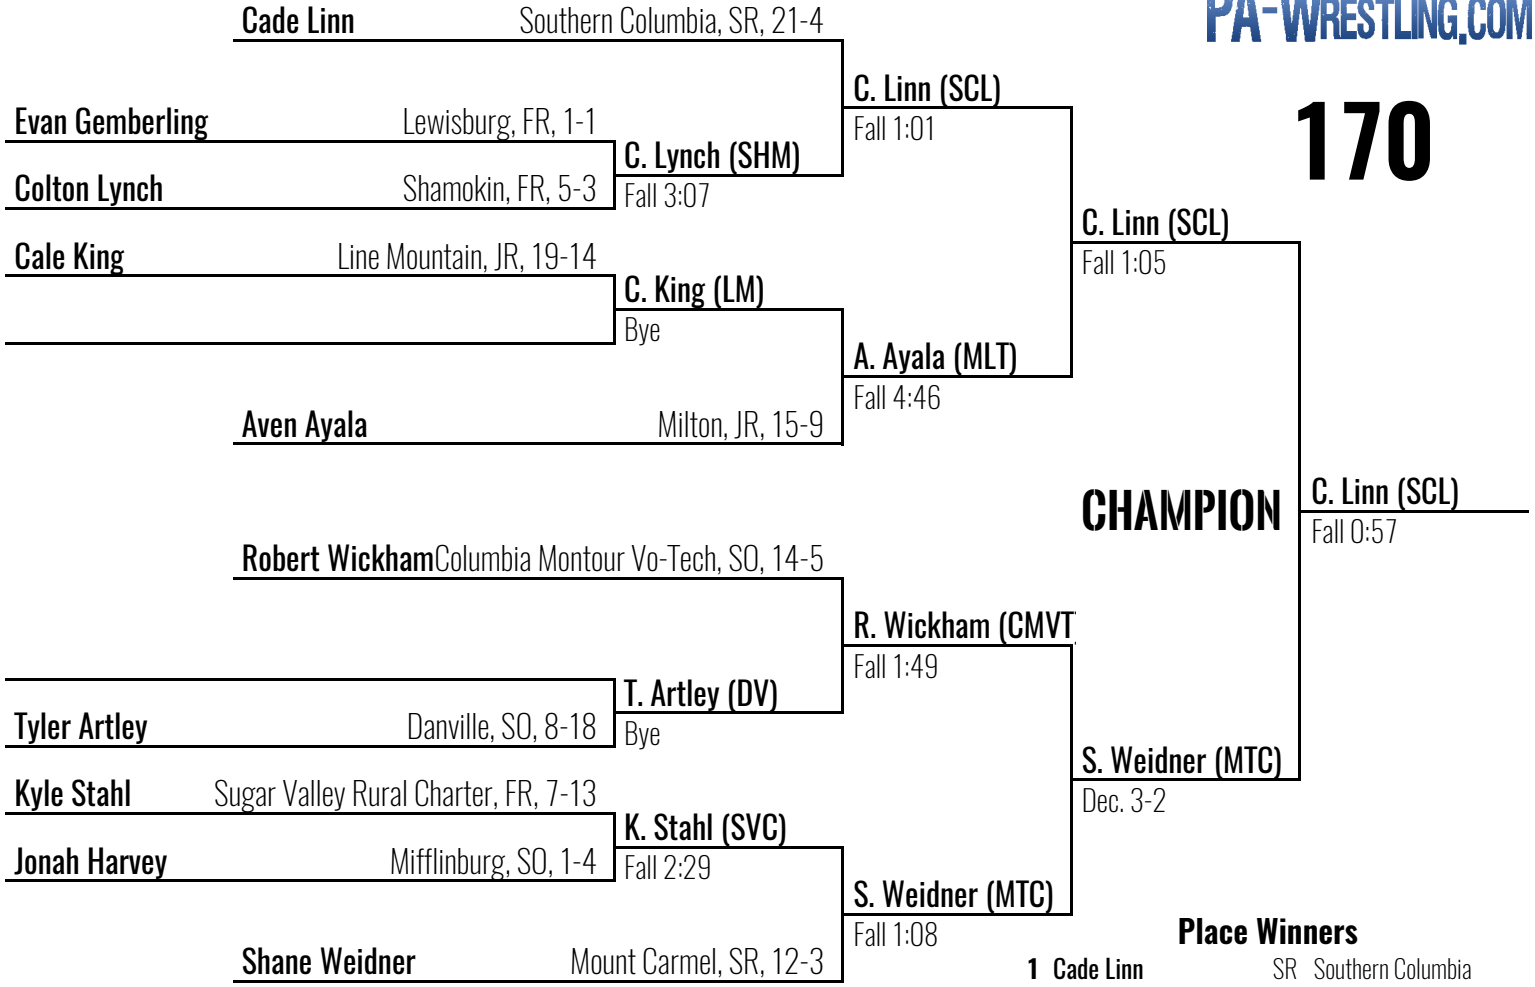 PA-WRESTLING.COM
170
Cade Linn Southern Columbia, SR, 21-4
C. Linn (SCL)
Fall 1:01
Evan Gemberling Lewisburg, FR, 1-1
C. Lynch (SHM)
Fall 3:07
Colton Lynch Shamokin, FR, 5-3
C. Linn (SCL)
Fall 1:05
Cale King Line Mountain, JR, 19-14
C. King (LM)
Bye
A. Ayala (MLT)
Fall 4:46
Aven Ayala Milton, JR, 15-9
CHAMPION
C. Linn (SCL)
Fall 0:57
Robert Wickham Columbia Montour Vo-Tech, SO, 14-5
R. Wickham (CMVT)
Fall 1:49
T. Artley (DV)
Bye
Tyler Artley Danville, SO, 8-18
S. Weidner (MTC)
Dec. 3-2
Kyle Stahl Sugar Valley Rural Charter, FR, 7-13
K. Stahl (SVC)
Fall 2:29
Jonah Harvey Mifflinburg, SO, 1-4
S. Weidner (MTC)
Fall 1:08
Shane Weidner Mount Carmel, SR, 12-3
Place Winners
1 Cade Linn SR Southern Columbia